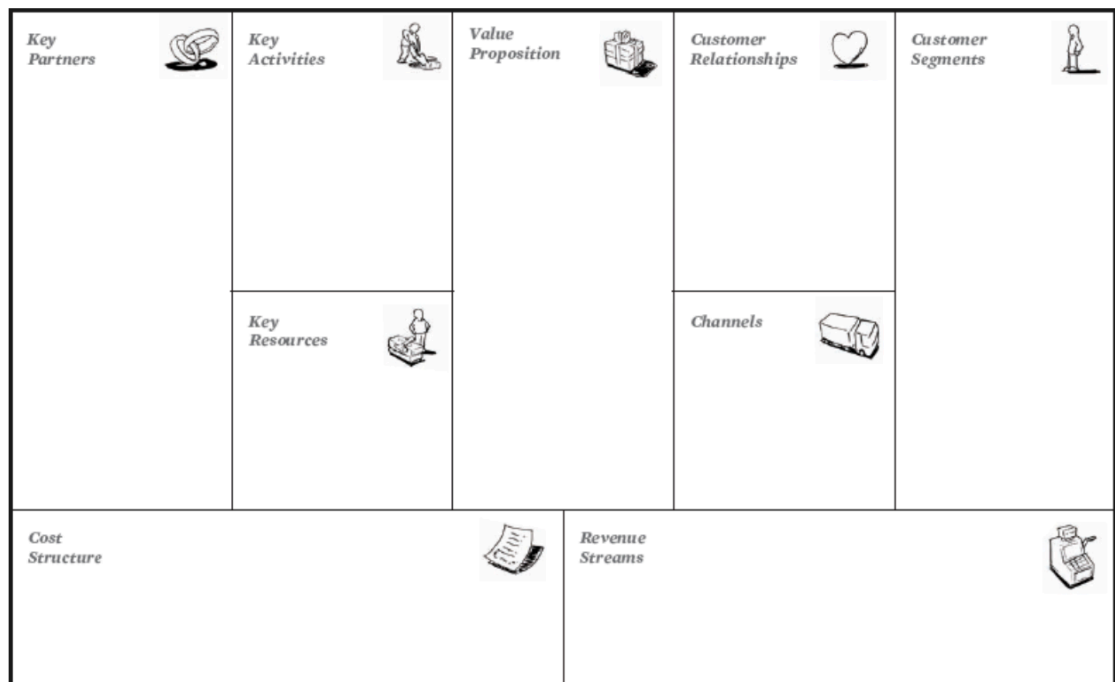 Key
Partners
Key
Activities
Value
Proposition
Customer
Relationships
Customer
Segments
Key
Resources
Channels
Cost
Structure
Revenue
Streams